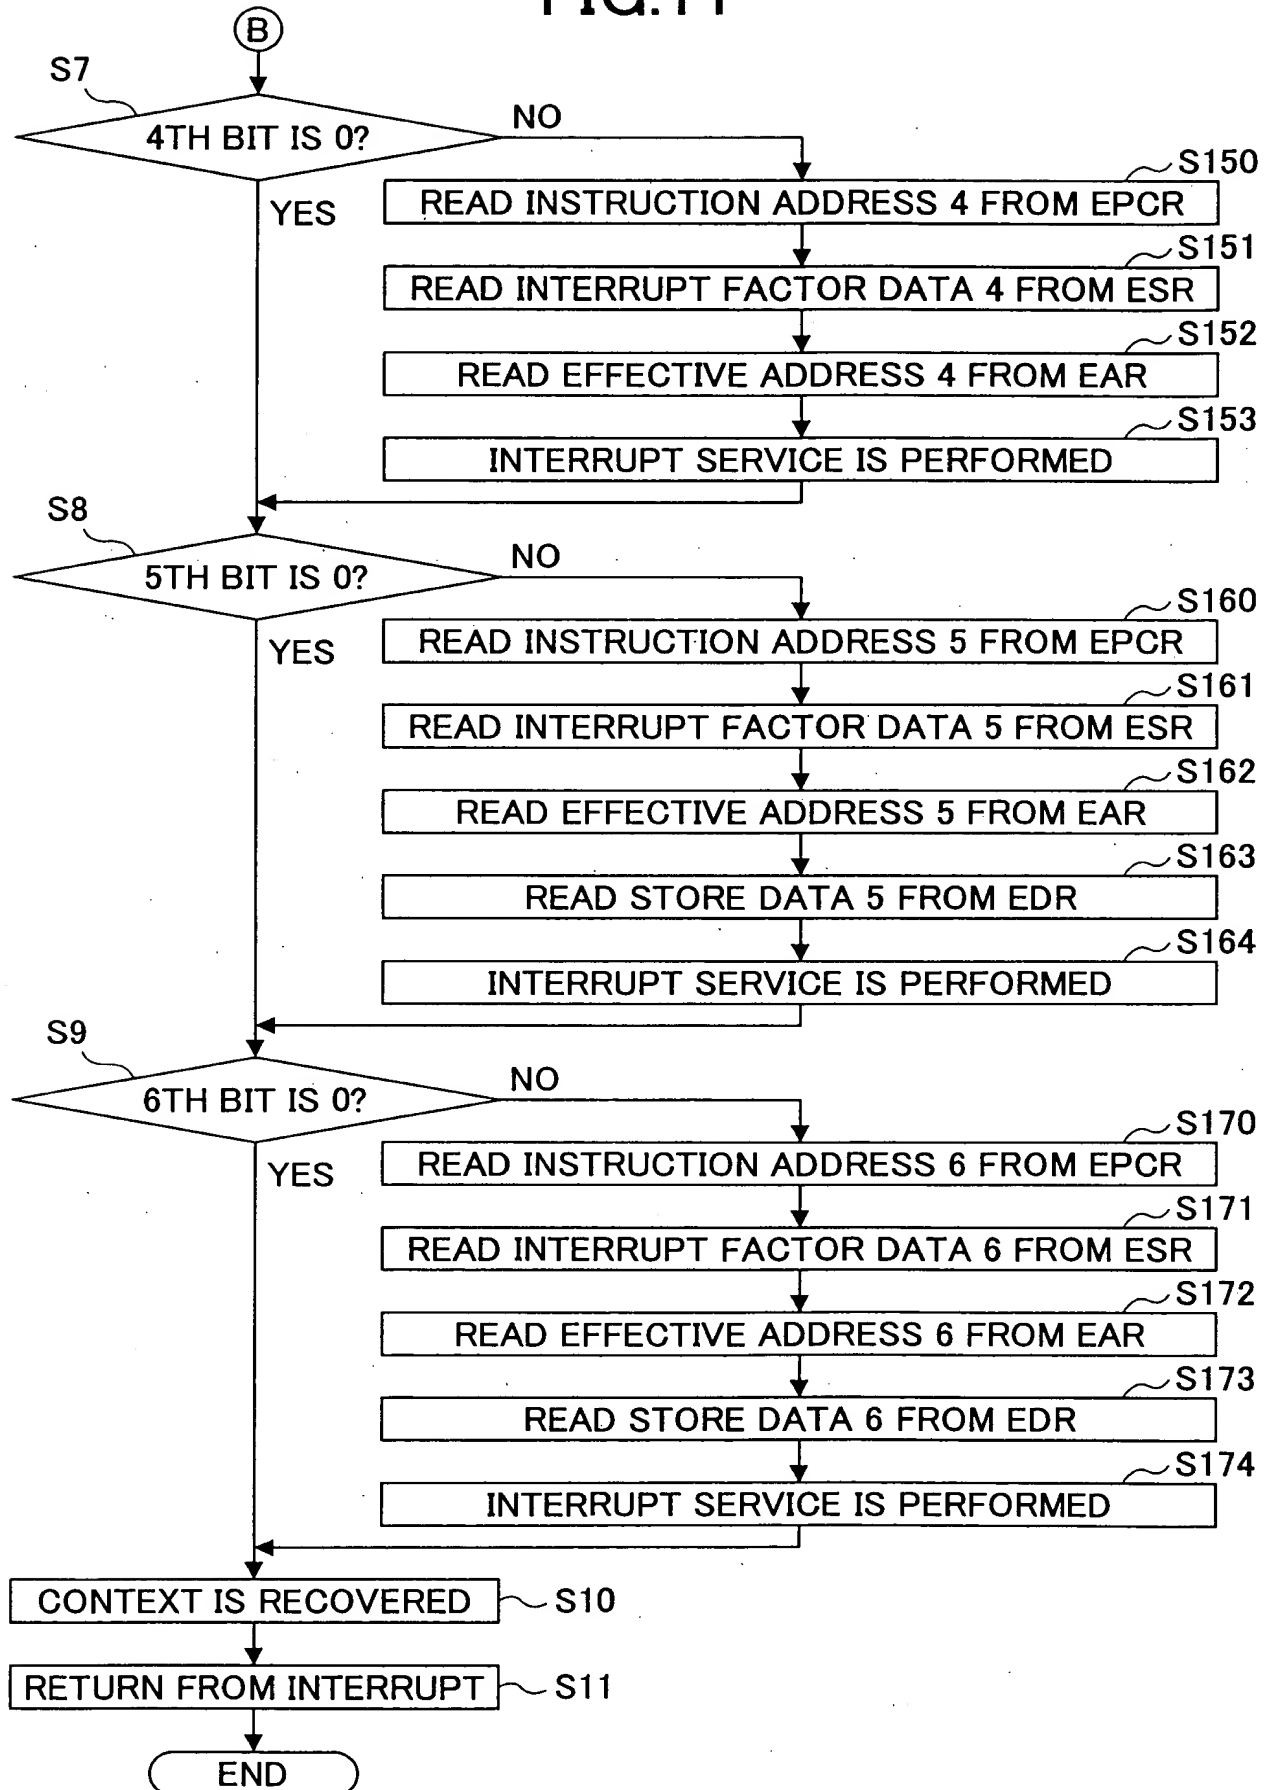 FIG.11
B
S7
4TH BIT IS 0?
NO
YES
S150
READ INSTRUCTION ADDRESS 4 FROM EPCR
S151
READ INTERRUPT FACTOR DATA 4 FROM ESR
S152
READ EFFECTIVE ADDRESS 4 FROM EAR
S153
INTERRUPT SERVICE IS PERFORMED
S8
5TH BIT IS 0?
NO
YES
S160
READ INSTRUCTION ADDRESS 5 FROM EPCR
S161
READ INTERRUPT FACTOR DATA 5 FROM ESR
S162
READ EFFECTIVE ADDRESS 5 FROM EAR
S163
READ STORE DATA 5 FROM EDR
S164
INTERRUPT SERVICE IS PERFORMED
S9
6TH BIT IS 0?
NO
YES
S170
READ INSTRUCTION ADDRESS 6 FROM EPCR
S171
READ INTERRUPT FACTOR DATA 6 FROM ESR
S172
READ EFFECTIVE ADDRESS 6 FROM EAR
S173
READ STORE DATA 6 FROM EDR
S174
INTERRUPT SERVICE IS PERFORMED
CONTEXT IS RECOVERED
S10
RETURN FROM INTERRUPT
S11
END